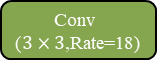 Conv
(3 × 3,Rate=18)